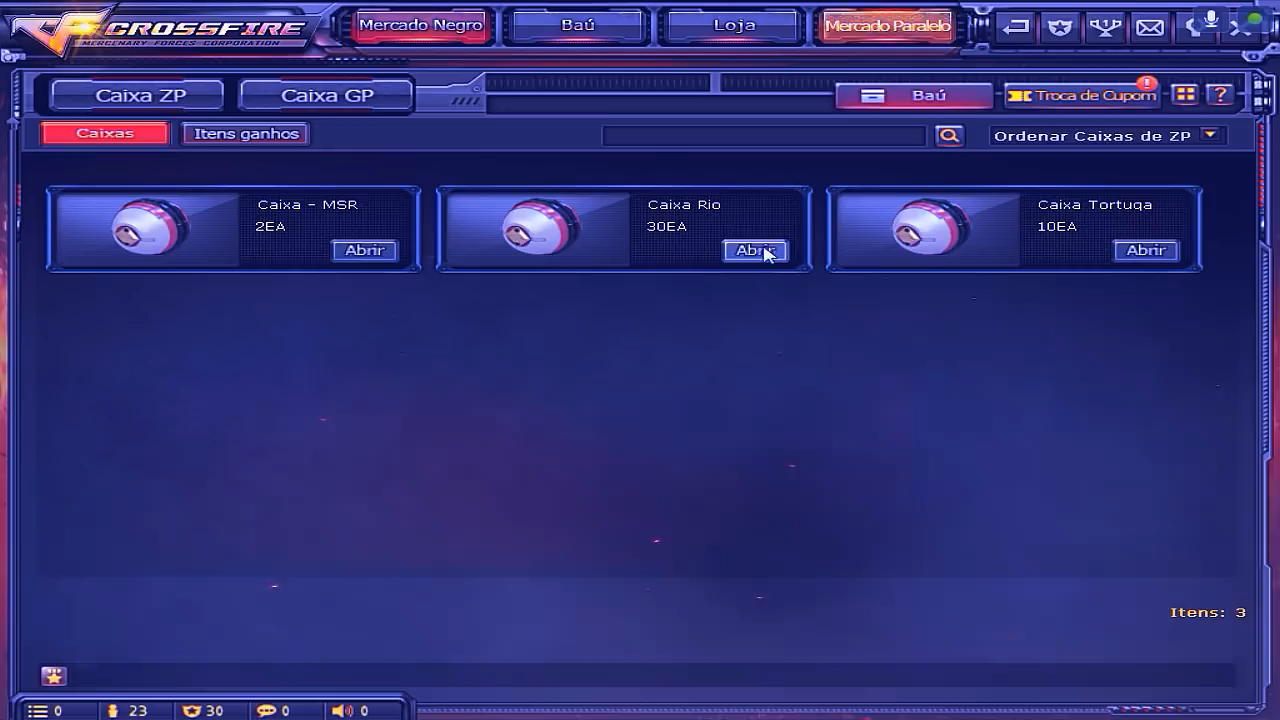 CROSSFIRE
MERCENARY FORCES CORPORATION
Mercado Negro
Baú
Loja
Mercado Paralelo
Caixa ZP
Caixa GP
Baú
Troca de Cupom
!
?
Caixas
Itens ganhos
Ordenar Caixas de ZP
Caixa - MSR
2EA
Abrir
Caixa Rio
30EA
Abrir
Caixa Tortuga
10EA
Abrir
Itens: 3
0
23
30
0
0